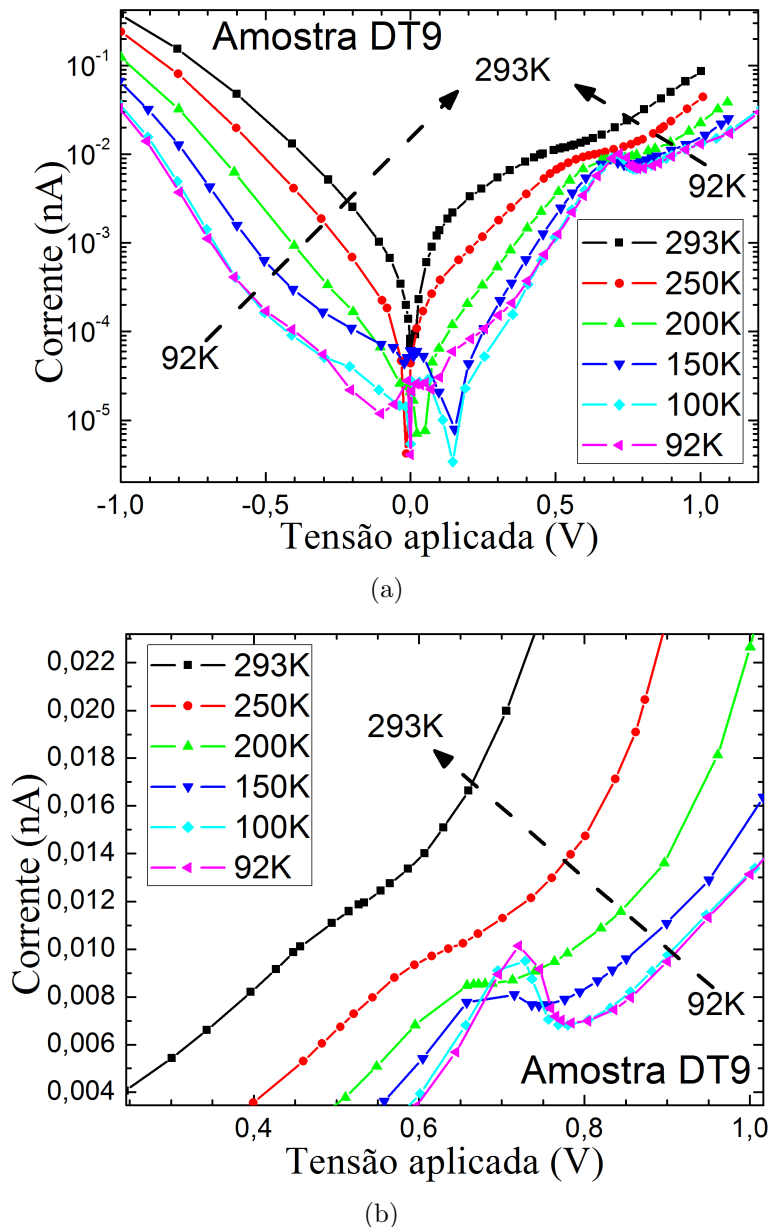 Amostra DT9
293K
92K
92K
293K
250K
200K
150K
100K
92K
10⁻¹
10⁻²
10⁻³
10⁻⁴
10⁻⁵
Corrente (nA)
-1,0 -0,5 0,0 0,5 1,0
Tensão aplicada (V)
(a)
293K
250K
200K
150K
100K
92K
293K
92K
Amostra DT9
0,022
0,020
0,018
0,016
0,014
0,012
0,010
0,008
0,006
0,004
Corrente (nA)
0,4 0,6 0,8 1,0
Tensão aplicada (V)
(b)